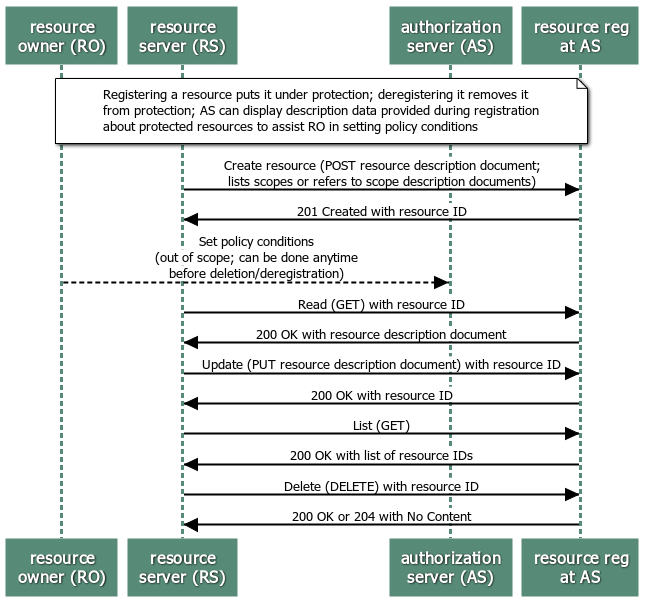 resource
owner (RO)
resource
server (RS)
authorization
server (AS)
resource reg
at AS
Registering a resource puts it under protection; deregistering it removes it
from protection; AS can display description data provided during registration
about protected resources to assist RO in setting policy conditions
Create resource (POST resource description document;
lists scopes or refers to scope description documents)
201 Created with resource ID
Set policy conditions
(out of scope; can be done anytime
before deletion/deregistration)
Read (GET) with resource ID
200 OK with resource description document
Update (PUT resource description document) with resource ID
200 OK with resource ID
List (GET)
200 OK with list of resource IDs
Delete (DELETE) with resource ID
200 OK or 204 with No Content
resource
owner (RO)
resource
server (RS)
authorization
server (AS)
resource reg
at AS